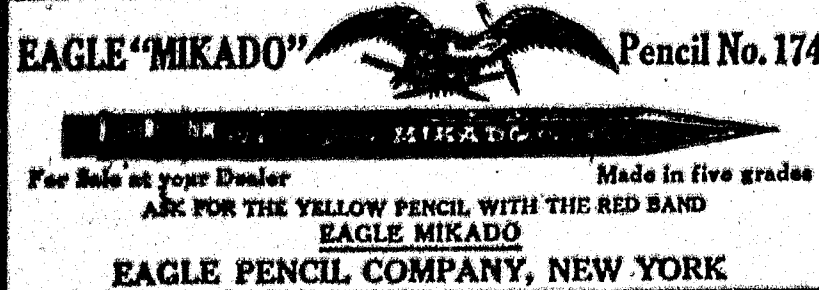 EAGLE "MIKADO" Pencil No. 174
MIKADO
For Sale at your Dealer Made in five grades
ASK FOR THE YELLOW PENCIL WITH THE RED BAND
EAGLE MIKADO
EAGLE PENCIL COMPANY, NEW YORK